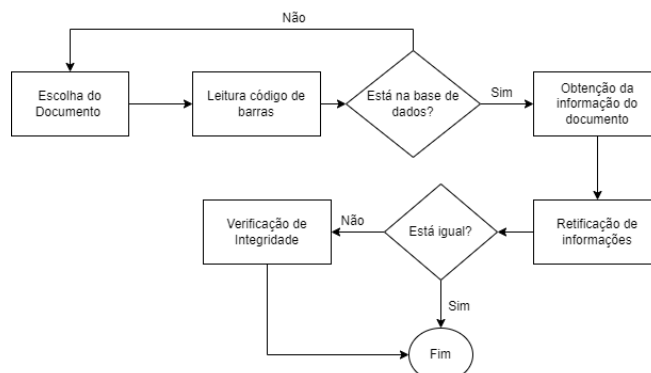 Não
Escolha do
Documento
Leitura código de
barras
Está na base de
dados?
Sim
Obtenção da
informação do
documento
Verificação de
Integridade
Não
Está igual?
Retificação de
informações
Sim
Fim